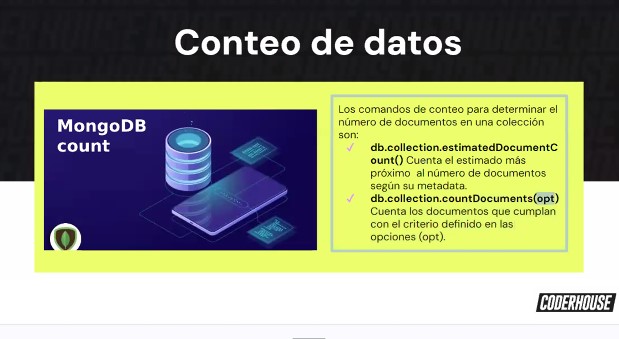 Conteo de datos
MongoDB
count
Los comandos de conteo para determinar el
número de documentos en una colección
son:
db.collection.estimatedDocumentC
ount() Cuenta el estimado más
próximo al número de documentos
según su metadata.
db.collection.countDocuments(opt)
Cuenta los documentos que cumplan
con el criterio definido en las
opciones (opt).
CODERHOUSE